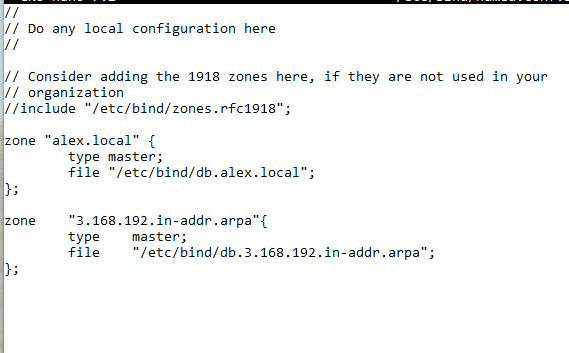 //
// Do any local configuration here
//
// Consider adding the 1918 zones here, if they are not used in your
// organization
//include "/etc/bind/zones.rfc1918";
zone "alex.local" {
        type master;
        file "/etc/bind/db.alex.local";
};
zone    "3.168.192.in-addr.arpa"{
        type    master;
        file    "/etc/bind/db.3.168.192.in-addr.arpa";
};